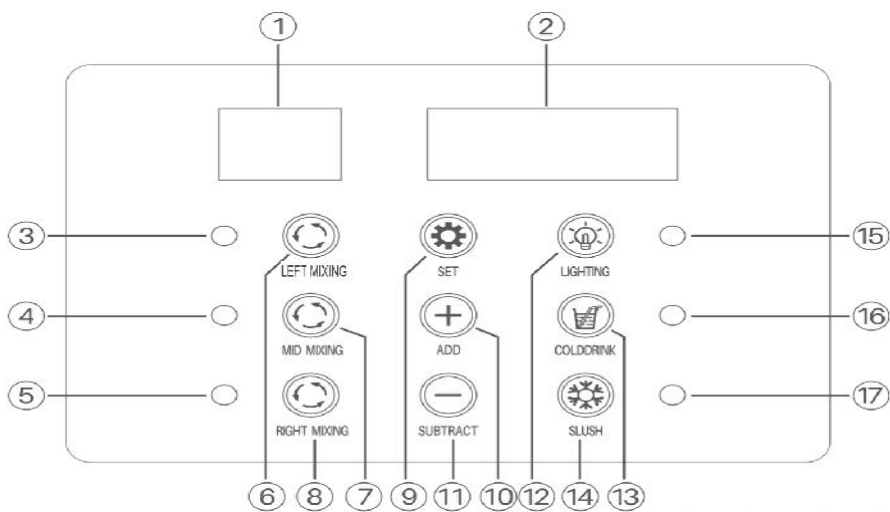 ① ②
③ ⑮
LEFT MIXING SET LIGHTING
④ ⑯
MID MIXING ADD COLDDRINK
⑤ ⑰
RIGHT MIXING SUBTRACT SLUSH
⑥ ⑧ ⑦ ⑨ ⑪ ⑩ ⑫ ⑭ ⑬